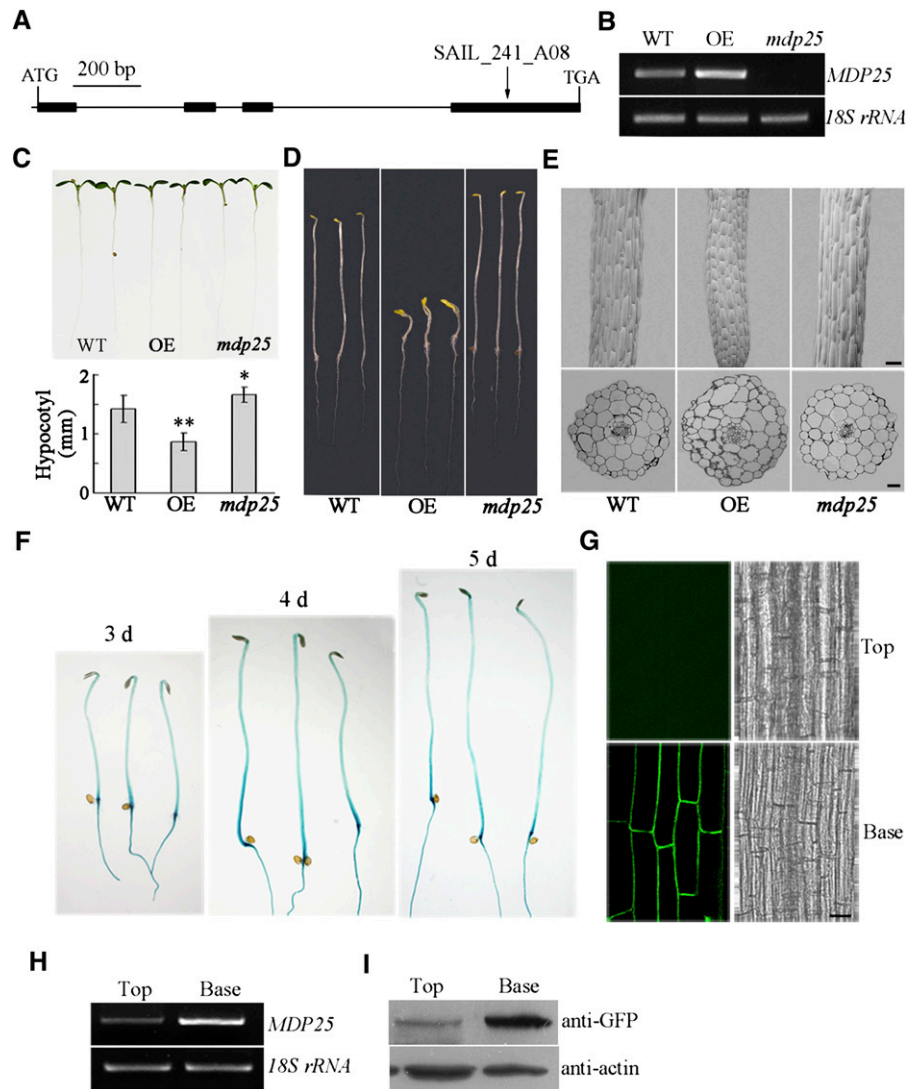 A
ATG
200 bp
SAIL_241_A08
TGA
B
WT OE mdp25
MDP25
18S rRNA
C
WT OE mdp25
Hypocotyl
(mm)
2
1
0
*
**
WT OE mdp25
D
WT OE mdp25
E
WT OE mdp25
F
3 d
4 d
5 d
G
Top
Base
H
Top Base
MDP25
18S rRNA
I
Top Base
anti-GFP
anti-actin